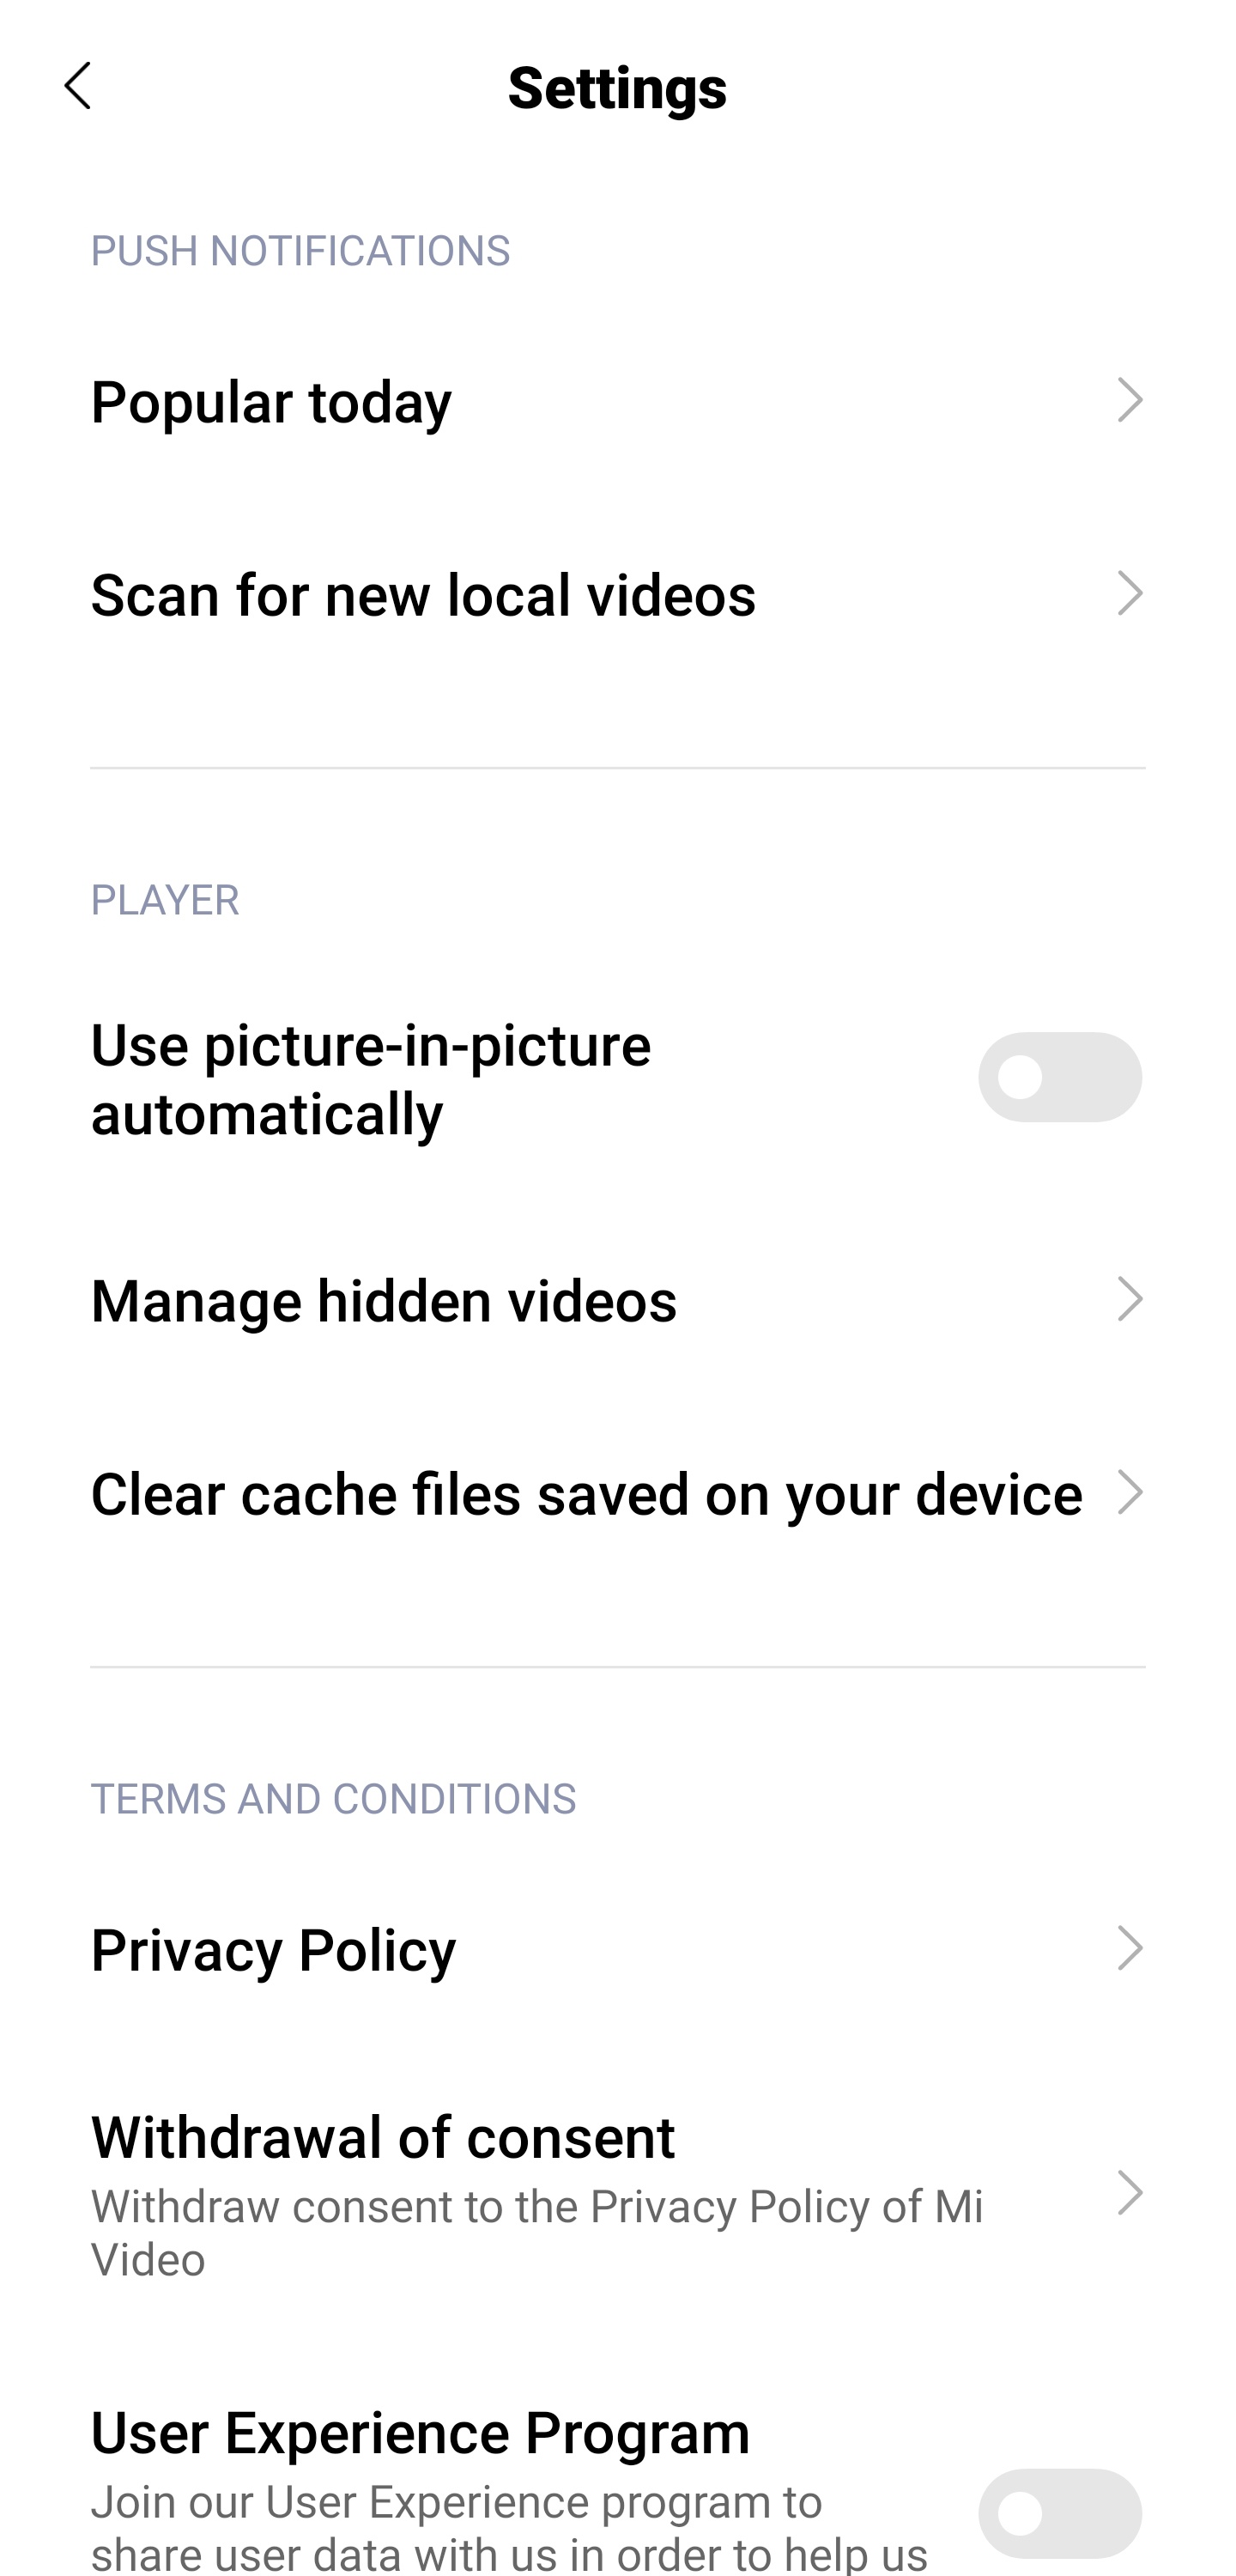 Settings
PUSH NOTIFICATIONS
Popular today
Scan for new local videos
PLAYER
Use picture-in-picture
automatically
Manage hidden videos
Clear cache files saved on your device
TERMS AND CONDITIONS
Privacy Policy
Withdrawal of consent
Withdraw consent to the Privacy Policy of Mi
Video
User Experience Program
Join our User Experience program to
share user data with us in order to help us